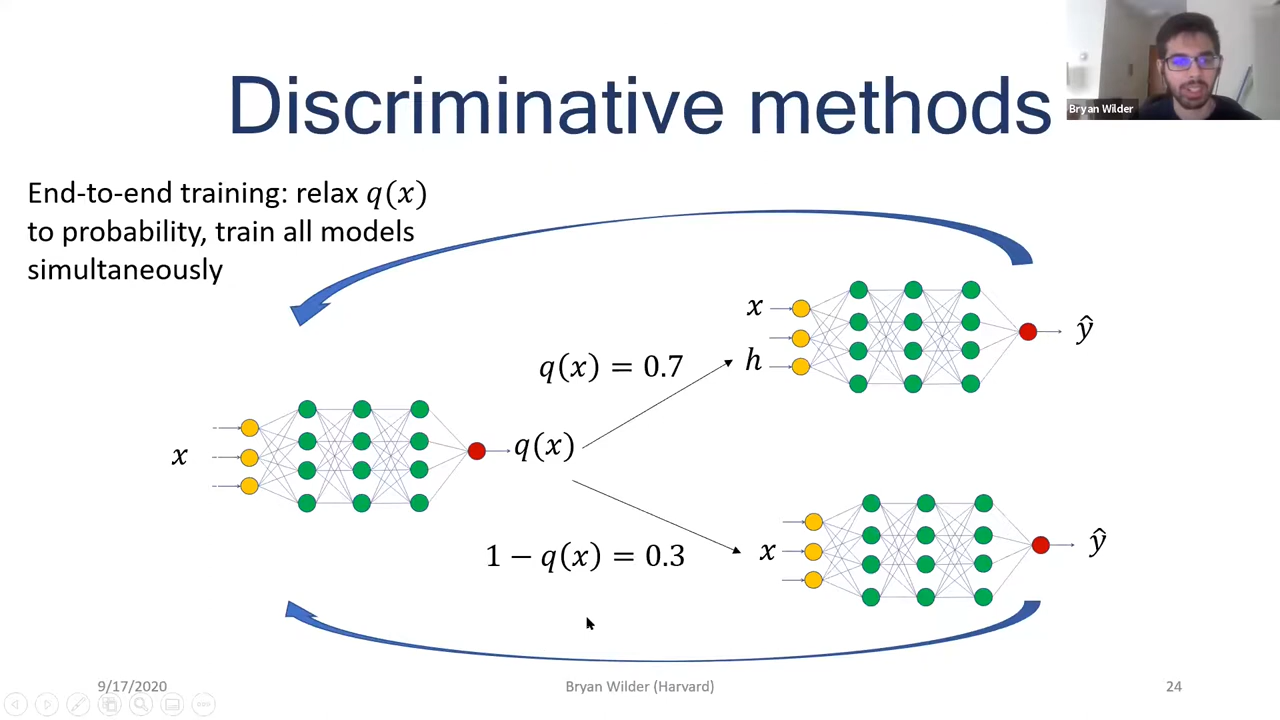 Discriminative methods
Bryan Wilder
End-to-end training: relax q(x)
to probability, train all models
simultaneously
x
h
ŷ
q(x) = 0.7
x
q(x)
1 − q(x) = 0.3
x
ŷ
9/17/2020
Bryan Wilder (Harvard)
24